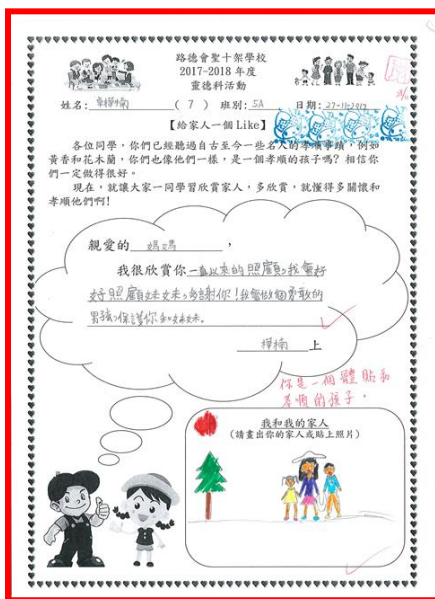 路德會聖十架學校
2017-2018 年度
靈德科活動
姓名: ( 7 ) 班別: 5A 日期: 27-11-2017
【給家人一個 Like】
各位同學,你們已經聽過自古至今一些名人的孝順事蹟,例如
黃香和花木蘭,你們也像他們一樣,是一個孝順的孩子嗎?相信你
們一定做得很好。
現在,就讓大家一同學習欣賞家人,多欣賞,就懂得多關懷和
孝順他們啊!
親愛的 媽媽 ,
我很欣賞你一直以來的照顧,我會好
好照顧妹妹,多謝你!我會做個勇敢的
男孩,保護你和妹妹。
樺楠 上
你是一個體貼和
孝順的孩子。
我和我的家人
(請畫出你的家人或貼上照片)